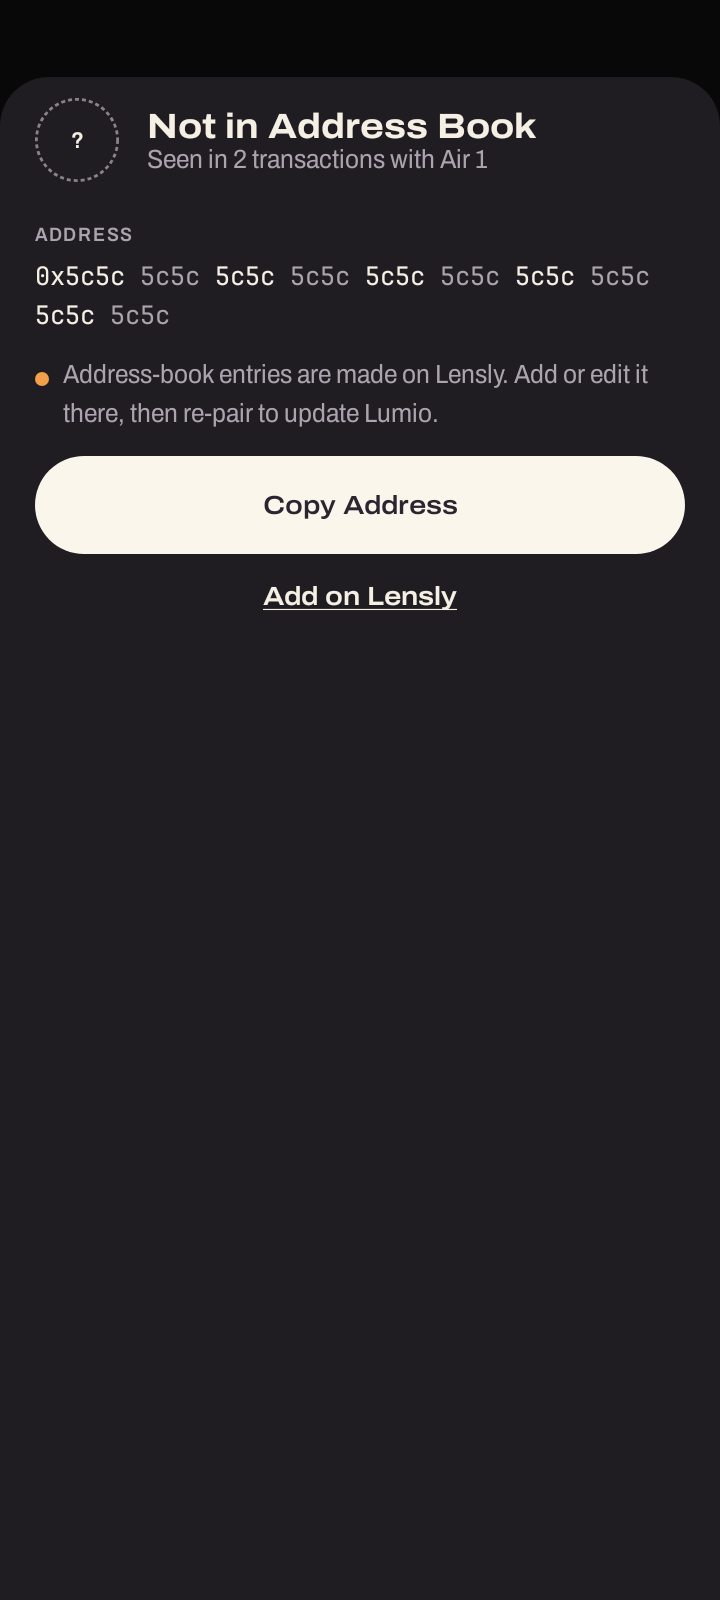 ?
Not in Address Book
Seen in 2 transactions with Air 1
ADDRESS
0x5c5c 5c5c 5c5c 5c5c 5c5c 5c5c 5c5c 5c5c
5c5c 5c5c
Address-book entries are made on Lensly. Add or edit it
there, then re-pair to update Lumio.
Copy Address
Add on Lensly